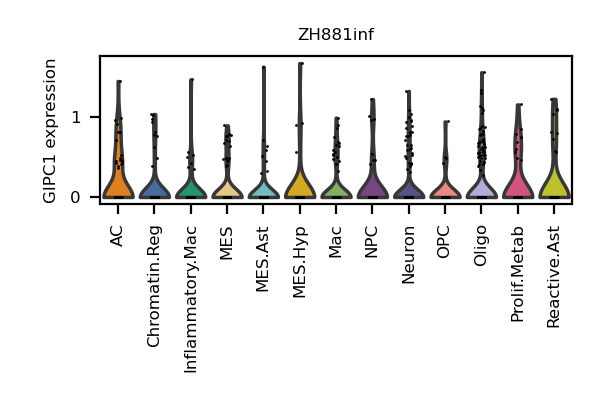 ZH881inf
GIPC1 expression
1
0
AC
Chromatin.Reg
Inflammatory.Mac
MES
MES.Ast
MES.Hyp
Mac
NPC
Neuron
OPC
Oligo
Prolif.Metab
Reactive.Ast